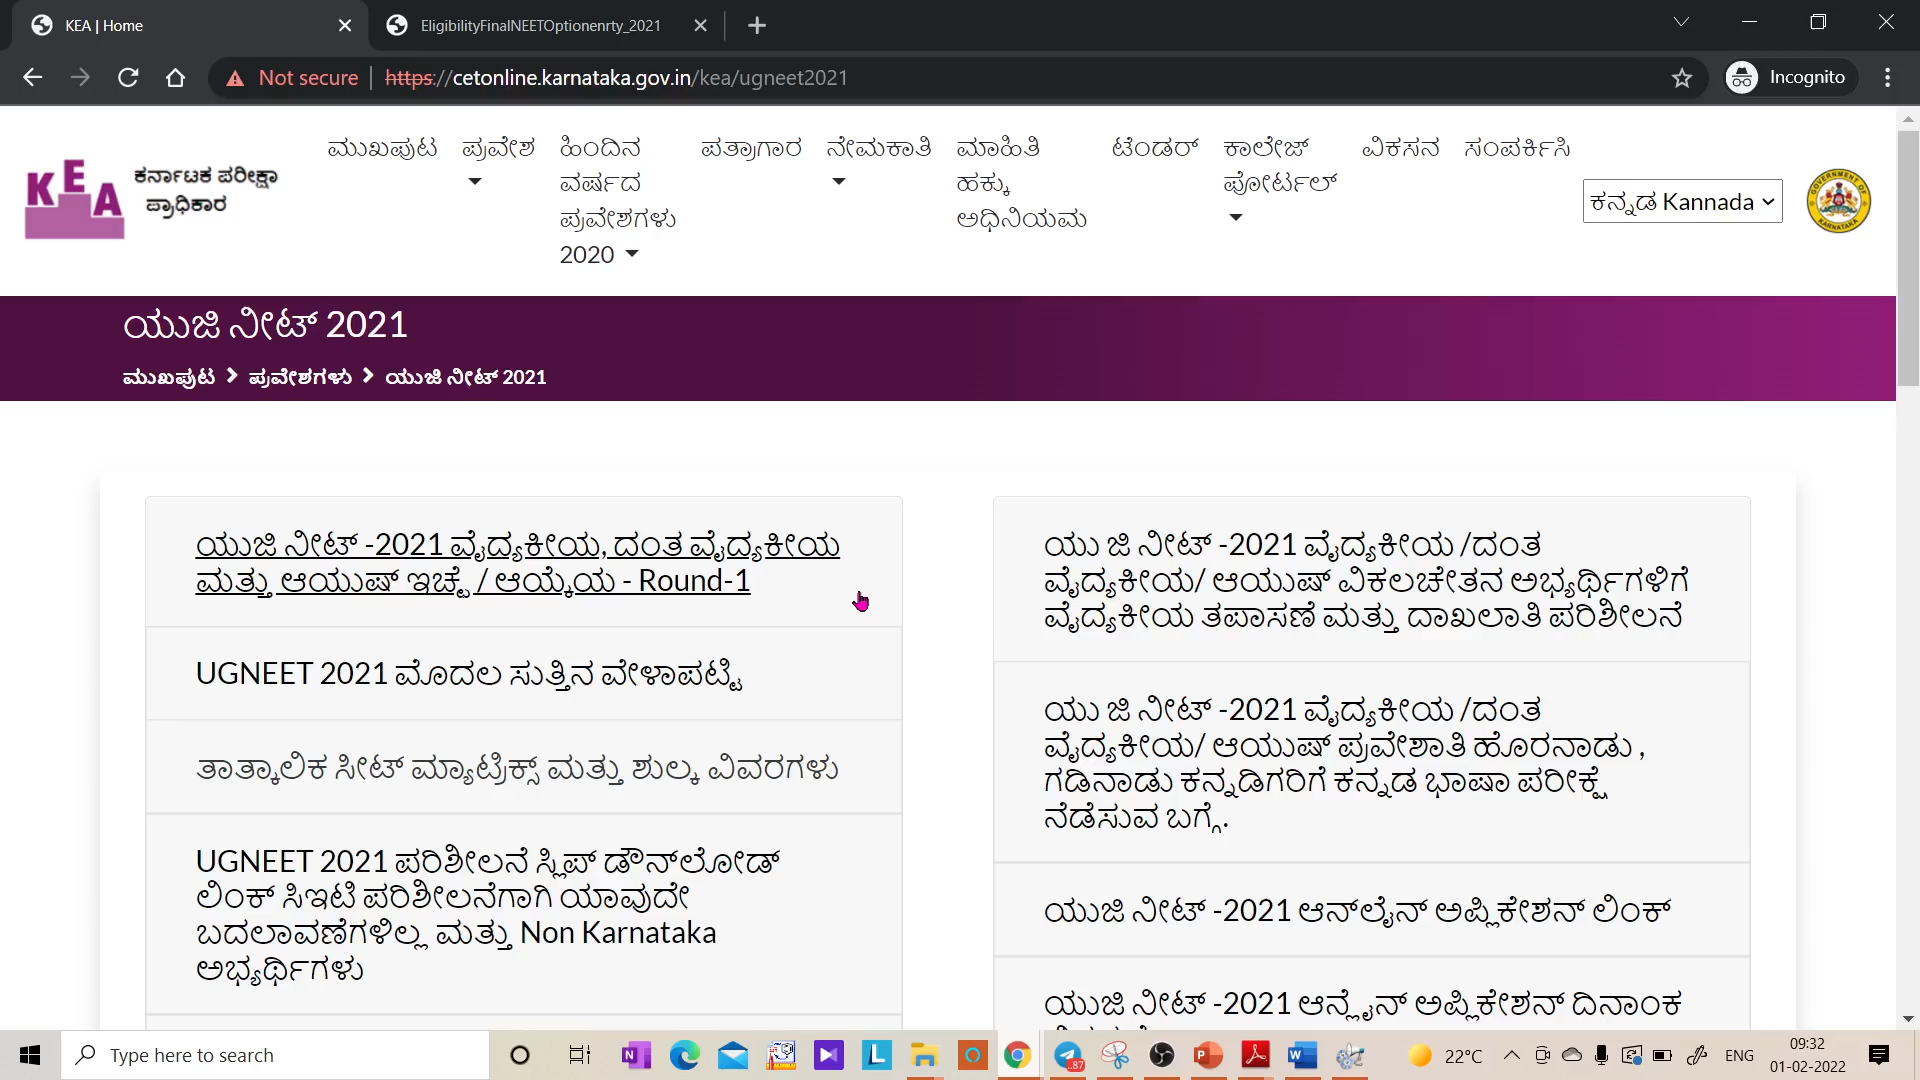 KEA | Home
EligibilityFinalNEETOptionenrty_2021
Not secure
https://cetonline.karnataka.gov.in/kea/ugneet2021
Incognito
KEA
ಕರ್ನಾಟಕ ಪರೀಕ್ಷಾ
ಪ್ರಾಧಿಕಾರ
ಮುಖಪುಟ
ಪ್ರವೇಶ
ಹಿಂದಿನ
ವರ್ಷದ
ಪ್ರವೇಶಗಳು
2020
ಪತ್ರಾಗಾರ
ನೇಮಕಾತಿ
ಮಾಹಿತಿ
ಹಕ್ಕು
ಅಧಿನಿಯಮ
ಟೆಂಡರ್
ಕಾಲೇಜ್
ಪೋರ್ಟಲ್
ವಿಕಸನ
ಸಂಪರ್ಕಿಸಿ
ಕನ್ನಡ Kannada
ಯುಜಿ ನೀಟ್ 2021
ಮುಖಪುಟ > ಪ್ರವೇಶಗಳು > ಯುಜಿ ನೀಟ್ 2021
ಯುಜಿ ನೀಟ್ -2021 ವೈದ್ಯಕೀಯ, ದಂತ ವೈದ್ಯಕೀಯ
ಮತ್ತು ಆಯುಷ್ ಇಚ್ಛೆ / ಆಯ್ಕೆಯ - Round-1
UGNEET 2021 ಮೊದಲ ಸುತ್ತಿನ ವೇಳಾಪಟ್ಟಿ
ತಾತ್ಕಾಲಿಕ ಸೀಟ್ ಮ್ಯಾಟ್ರಿಕ್ಸ್ ಮತ್ತು ಶುಲ್ಕ ವಿವರಗಳು
UGNEET 2021 ಪರಿಶೀಲನೆ ಸ್ಲಿಪ್ ಡೌನ್‌ಲೋಡ್
ಲಿಂಕ್ ಸಿಇಟಿ ಪರಿಶೀಲನೆಗಾಗಿ ಯಾವುದೇ
ಬದಲಾವಣೆಗಳಿಲ್ಲ ಮತ್ತು Non Karnataka
ಅಭ್ಯರ್ಥಿಗಳು
ಯು ಜಿ ನೀಟ್ -2021 ವೈದ್ಯಕೀಯ /ದಂತ
ವೈದ್ಯಕೀಯ/ ಆಯುಷ್ ವಿಕಲಚೇತನ ಅಭ್ಯರ್ಥಿಗಳಿಗೆ
ವೈದ್ಯಕೀಯ ತಪಾಸಣೆ ಮತ್ತು ದಾಖಲಾತಿ ಪರಿಶೀಲನೆ
ಯು ಜಿ ನೀಟ್ -2021 ವೈದ್ಯಕೀಯ /ದಂತ
ವೈದ್ಯಕೀಯ/ ಆಯುಷ್ ಪ್ರವೇಶಾತಿ ಹೊರನಾಡು ,
ಗಡಿನಾಡು ಕನ್ನಡಿಗರಿಗೆ ಕನ್ನಡ ಭಾಷಾ ಪರೀಕ್ಷೆ
ನೆಡೆಸುವ ಬಗ್ಗೆ.
ಯುಜಿ ನೀಟ್ -2021 ಆನ್‌ಲೈನ್ ಅಪ್ಲಿಕೇಶನ್ ಲಿಂಕ್
ಯುಜಿ ನೀಟ್ -2021 ಆನ್ಲೈನ್ ಅಪ್ಲಿಕೇಶನ್ ದಿನಾಂಕ
Type here to search
87
22°C
ENG
09:32
01-02-2022